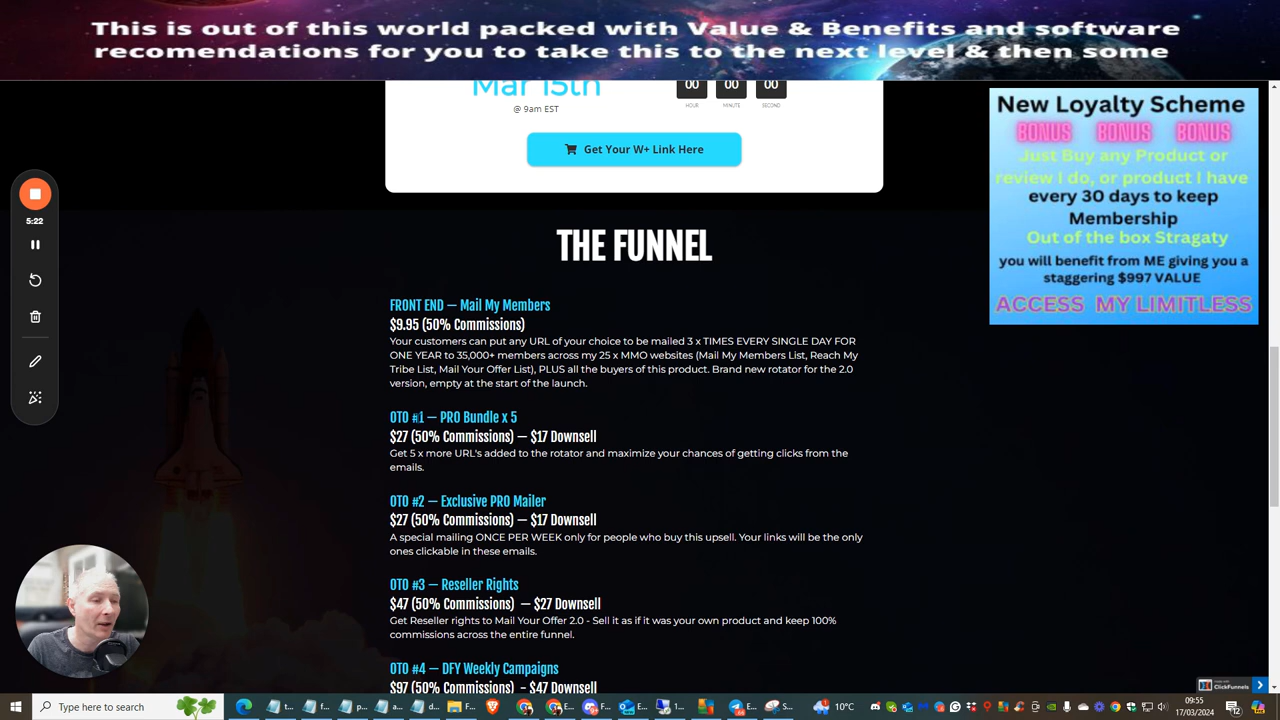 This is out of this world packed with Value & Benefits and software
recomendations for you to take this to the next level & then some
Mar 15th
@ 9am EST
00
00
00
HOUR
MINUTE
SECOND
Get Your W+ Link Here
New Loyalty Scheme
BONUS BONUS BONUS
Just Buy any Product or
review I do, or product I have
every 30 days to keep
Membership
Out of the box Stragaty
you will benefit from ME giving you a
staggering $997 VALUE
ACCESS MY LIMITLESS
5:22
THE FUNNEL
FRONT END — Mail My Members
$9.95 (50% Commissions)
Your customers can put any URL of your choice to be mailed 3 x TIMES EVERY SINGLE DAY FOR
ONE YEAR to 35,000+ members across my 25 x MMO websites (Mail My Members List, Reach My
Tribe List, Mail Your Offer List), PLUS all the buyers of this product. Brand new rotator for the 2.0
version, empty at the start of the launch.
OTO #1 — PRO Bundle x 5
$27 (50% Commissions) — $17 Downsell
Get 5 x more URL's added to the rotator and maximize your chances of getting clicks from the
emails.
OTO #2 — Exclusive PRO Mailer
$27 (50% Commissions) — $17 Downsell
A special mailing ONCE PER WEEK only for people who buy this upsell. Your links will be the only
ones clickable in these emails.
OTO #3 — Reseller Rights
$47 (50% Commissions) — $27 Downsell
Get Reseller rights to Mail Your Offer 2.0 - Sell it as if it was your own product and keep 100%
commissions across the entire funnel.
OTO #4 — DFY Weekly Campaigns
$97 (50% Commissions) - $47 Downsell
ClickFunnels
Type here to search
10°C
09:55
17/03/2024